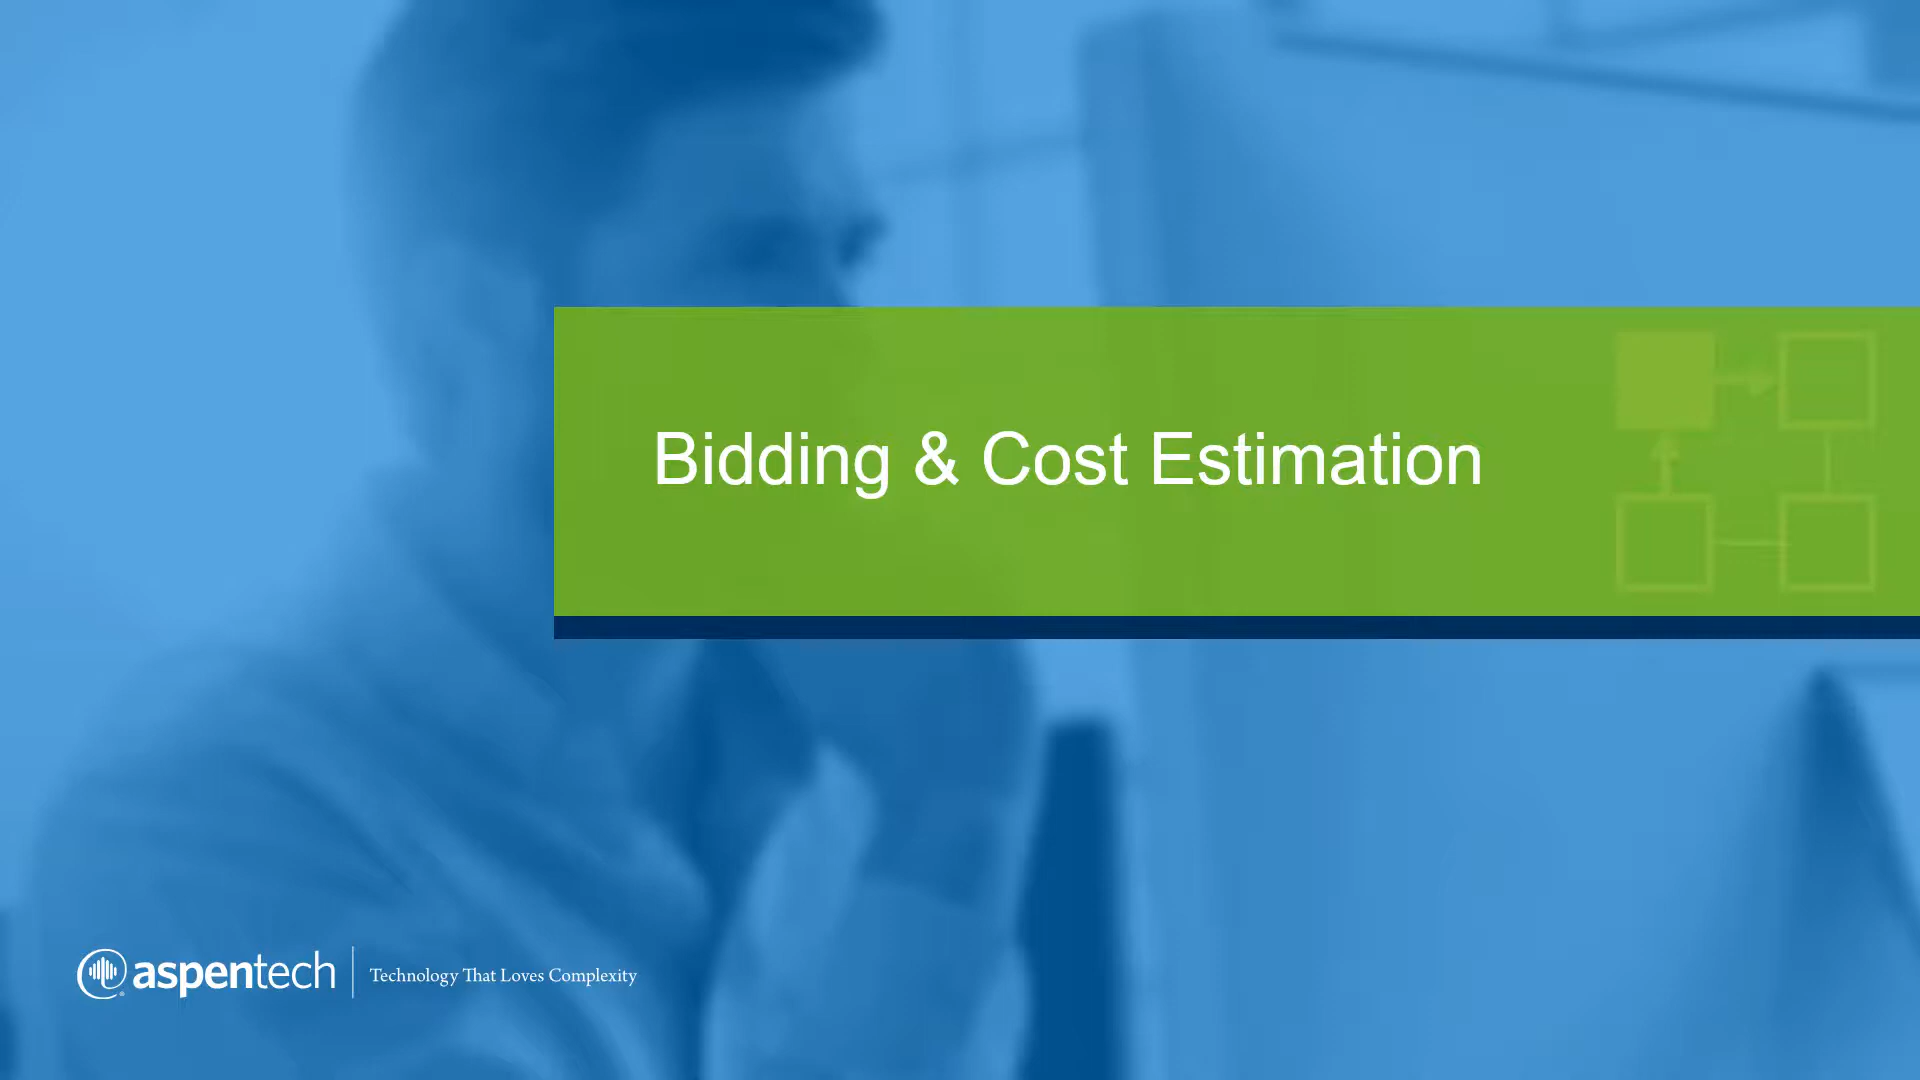 Bidding & Cost Estimation
aspentech
Technology That Loves Complexity